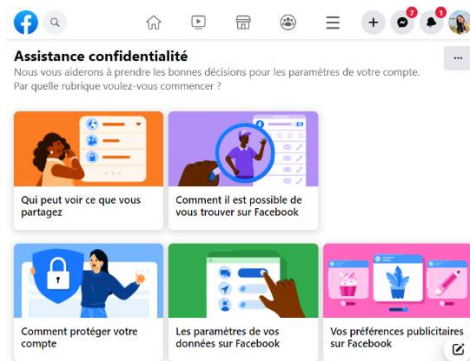 7
1
Assistance confidentialité
Nous vous aiderons à prendre les bonnes décisions pour les paramètres de votre compte.
Par quelle rubrique voulez-vous commencer ?
Qui peut voir ce que vous
partagez
Comment il est possible de
vous trouver sur Facebook
Comment protéger votre
compte
Les paramètres de vos
données sur Facebook
Vos préférences publicitaires
sur Facebook